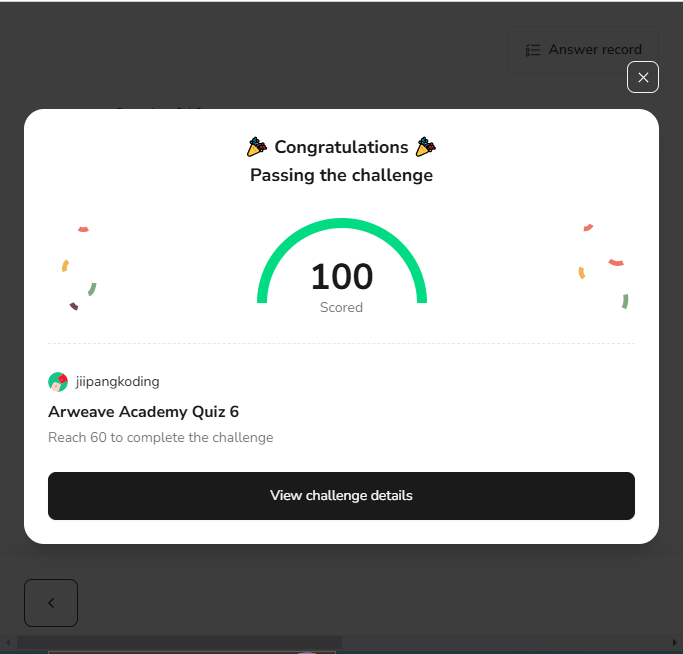 Answer record
Congratulations
Passing the challenge
100
Scored
jiipangkoding
Arweave Academy Quiz 6
Reach 60 to complete the challenge
View challenge details